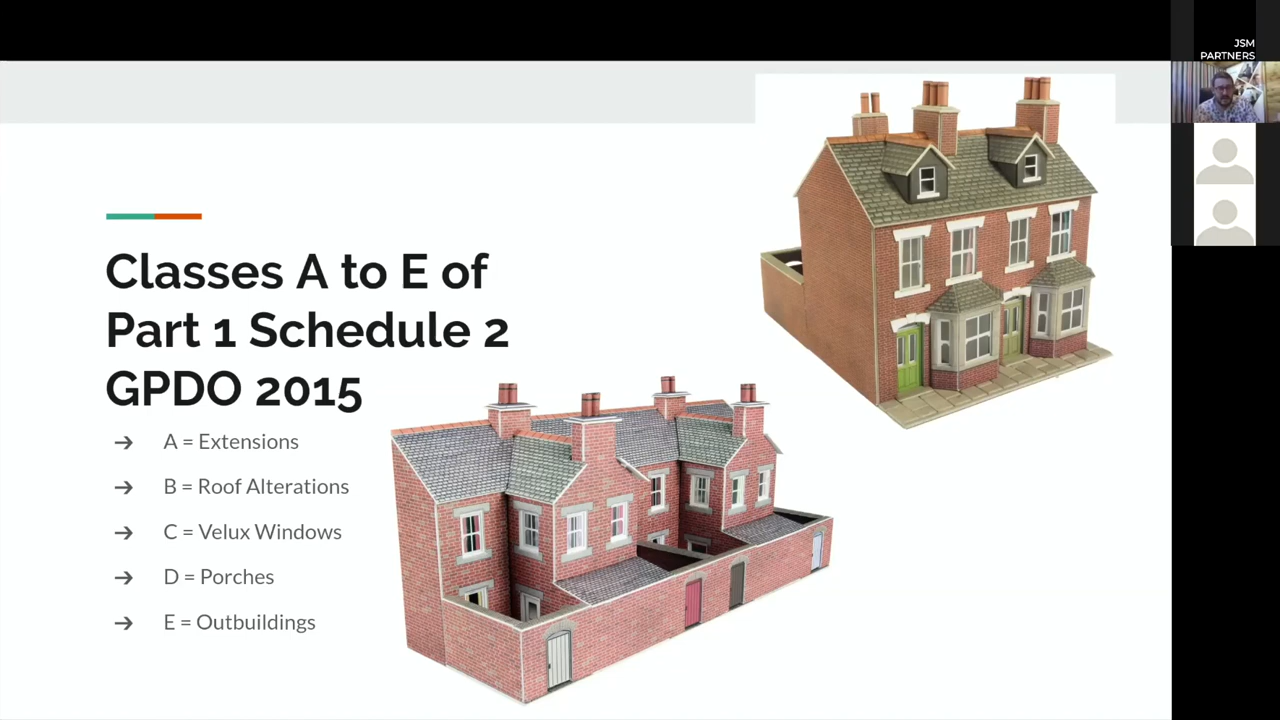 JSM
PARTNERS
Classes A to E of
Part 1 Schedule 2
GPDO 2015
➔ A = Extensions
➔ B = Roof Alterations
➔ C = Velux Windows
➔ D = Porches
➔ E = Outbuildings